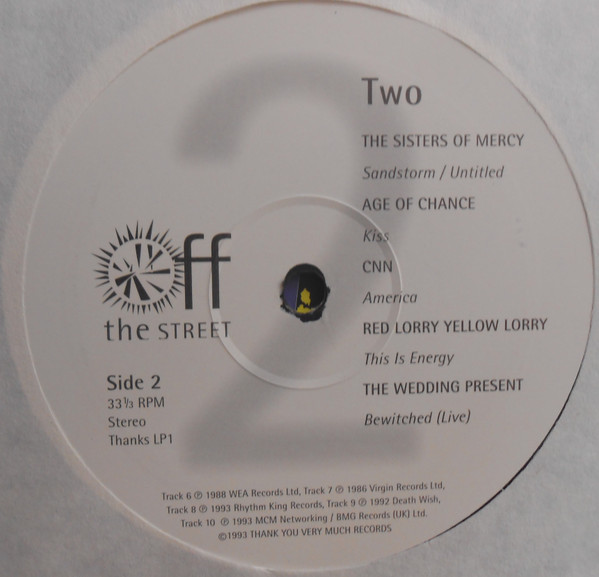 Two
THE SISTERS OF MERCY
Sandstorm / Untitled
AGE OF CHANCE
Kiss
CNN
America
RED LORRY YELLOW LORRY
This Is Energy
THE WEDDING PRESENT
Bewitched (Live)
2
Off
the STREET
Side 2
33⅓ RPM
Stereo
Thanks LP1
Track 6 ℗ 1988 WEA Records Ltd, Track 7 ℗ 1986 Virgin Records Ltd,
Track 8 ℗ 1993 Rhythm King Records, Track 9 ℗ 1992 Death Wish,
Track 10 ℗ 1993 MCM Networking / BMG Records (UK) Ltd.
©1993 THANK YOU VERY MUCH RECORDS